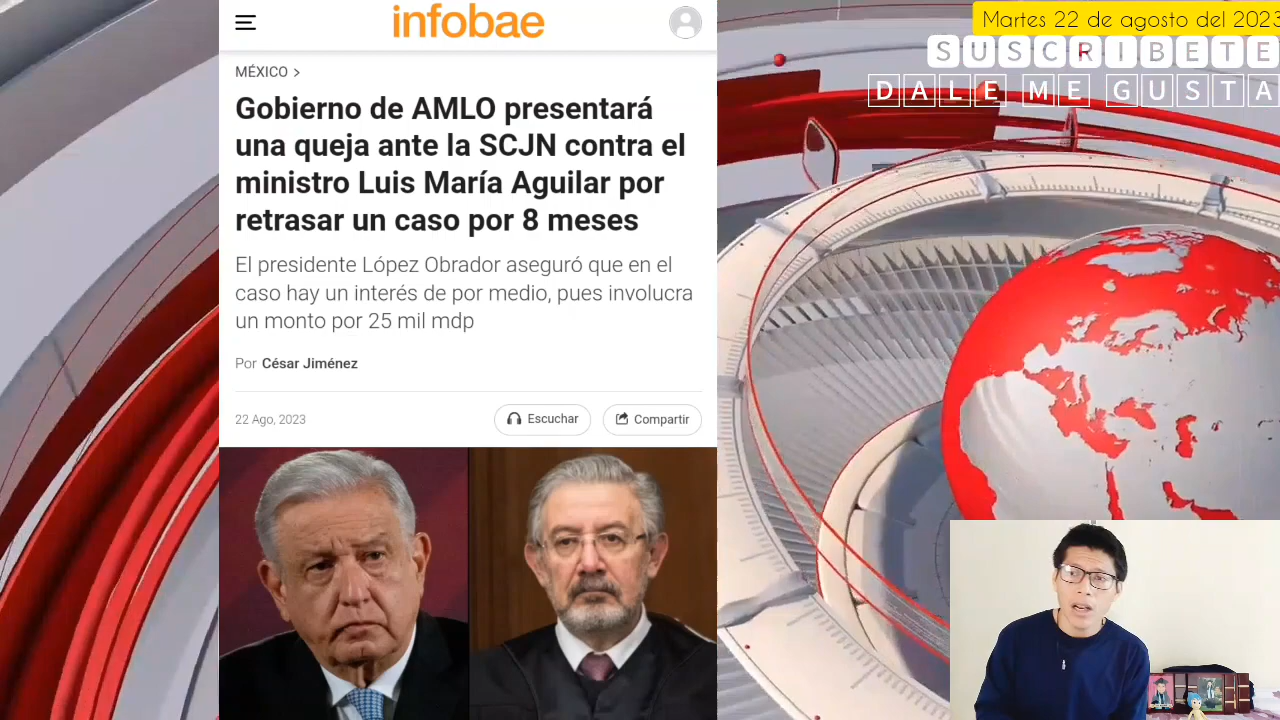 infobae
Martes 22 de agosto del 2023
SUSCRIBETE
DALE ME GUSTA
MÉXICO >
Gobierno de AMLO presentará
una queja ante la SCJN contra el
ministro Luis María Aguilar por
retrasar un caso por 8 meses
El presidente López Obrador aseguró que en el
caso hay un interés de por medio, pues involucra
un monto por 25 mil mdp
Por César Jiménez
22 Ago, 2023
Escuchar
Compartir